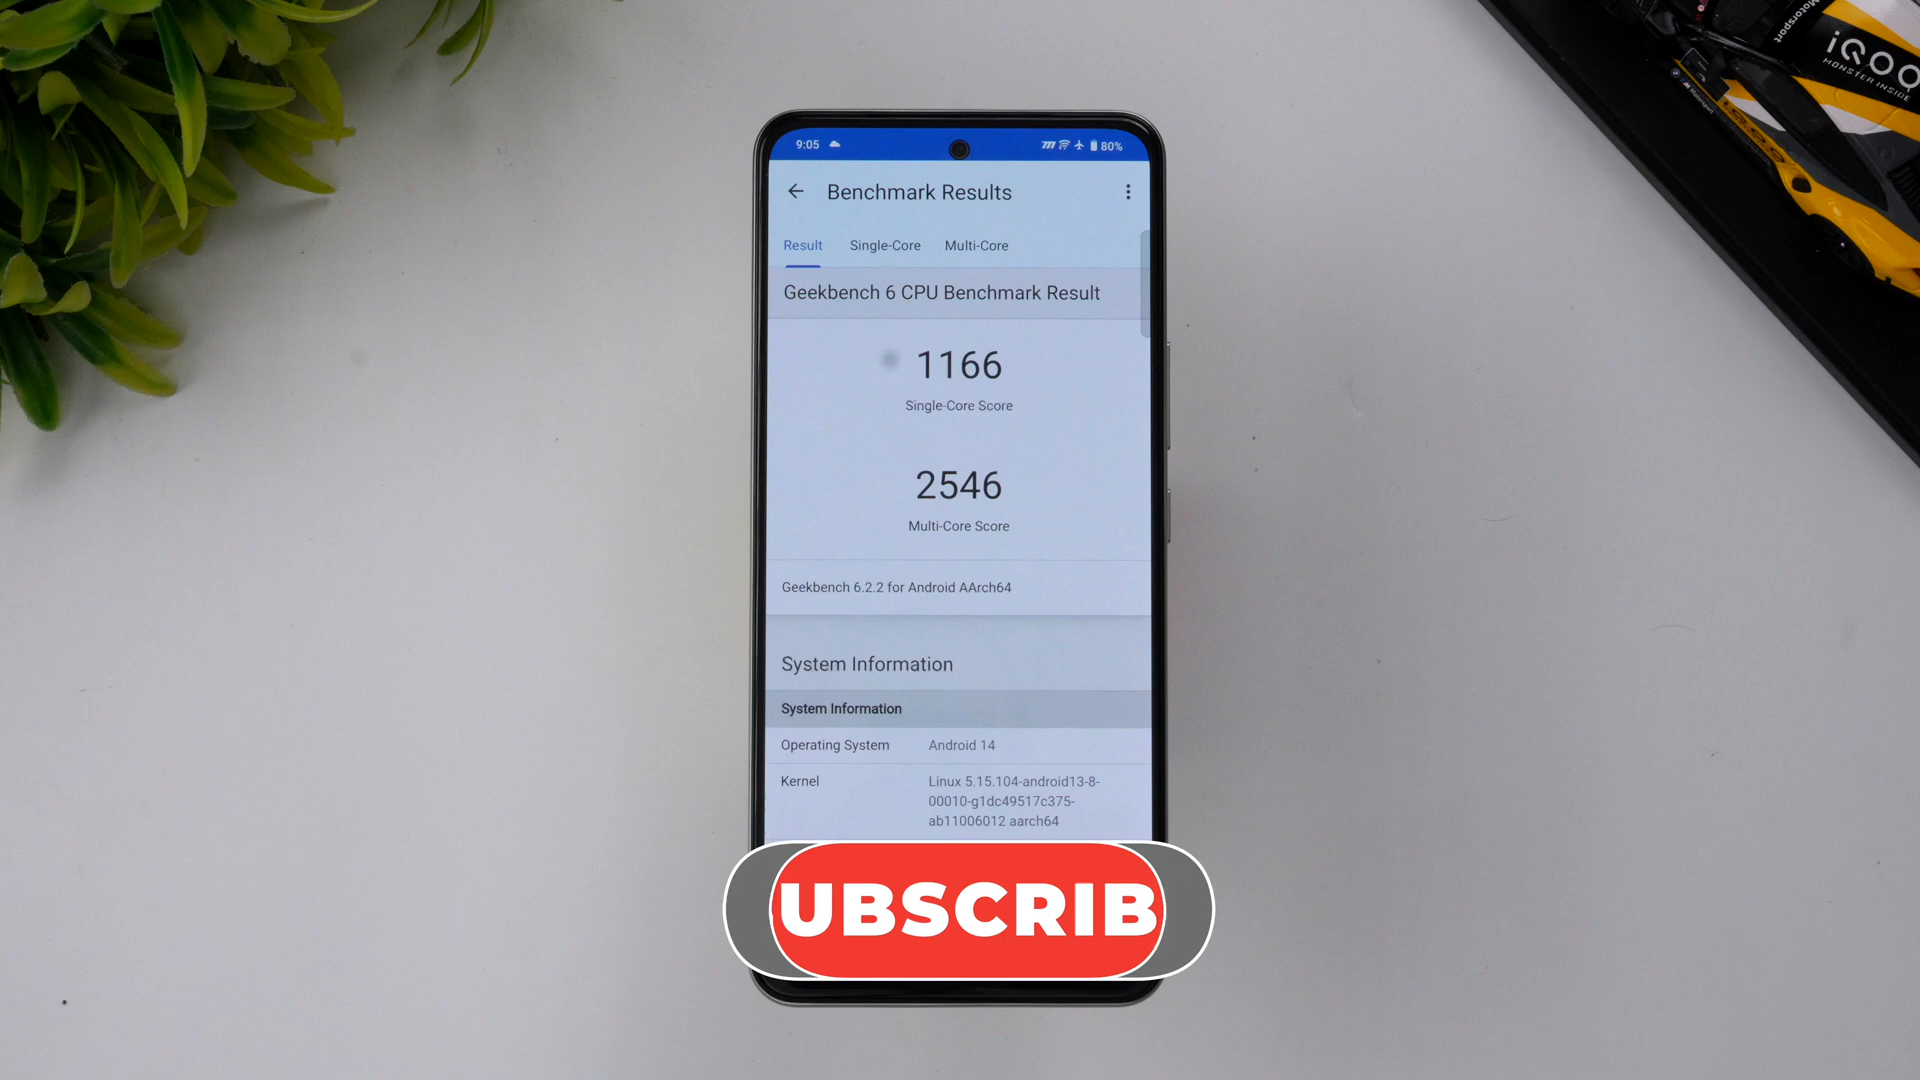 9:05
80%
Benchmark Results
Result Single-Core Multi-Core
Geekbench 6 CPU Benchmark Result
1166
Single-Core Score
2546
Multi-Core Score
Geekbench 6.2.2 for Android AArch64
System Information
System Information
Operating System Android 14
Kernel Linux 5.15.104-android13-8-
00010-g1dc49517c375-
ab11006012 aarch64
UBSCRIB
Motorsport
iQOO
MONSTER INSIDE